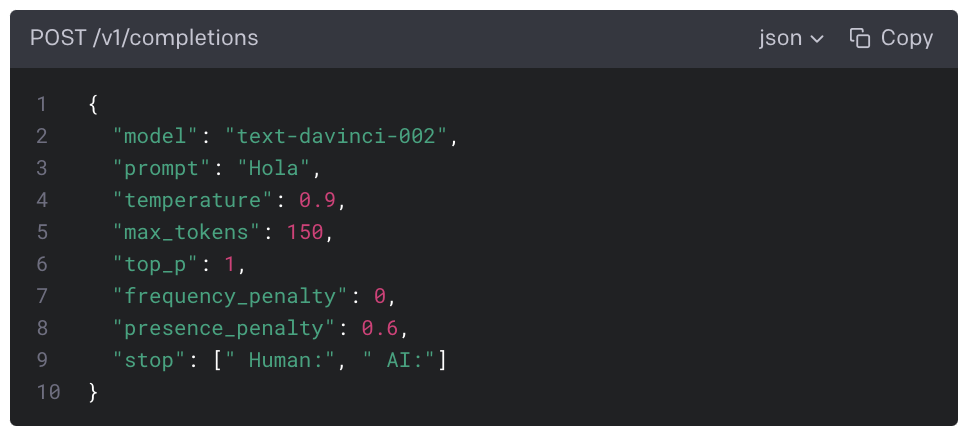 POST /v1/completions json Copy
1 {
2 "model": "text-davinci-002",
3 "prompt": "Hola",
4 "temperature": 0.9,
5 "max_tokens": 150,
6 "top_p": 1,
7 "frequency_penalty": 0,
8 "presence_penalty": 0.6,
9 "stop": [" Human:", " AI:"]
10 }